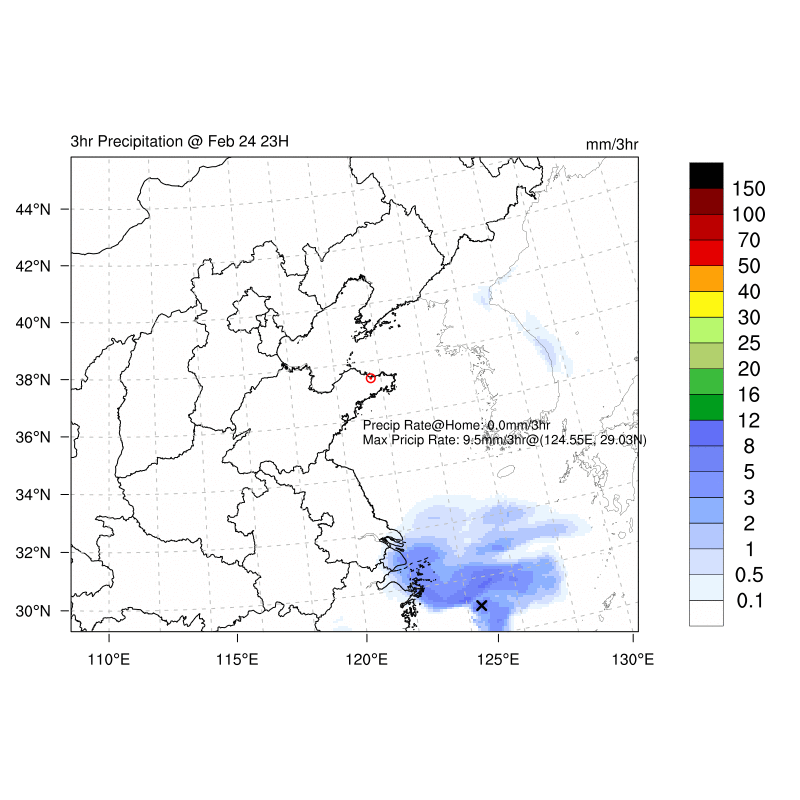 3hr Precipitation @ Feb 24 23H
mm/3hr
44°N
42°N
40°N
38°N
36°N
34°N
32°N
30°N
110°E
115°E
120°E
125°E
130°E
Precip Rate@Home: 0.0mm/3hr
Max Pricip Rate: 9.5mm/3hr@(124.55E, 29.03N)
150
100
70
50
40
30
25
20
16
12
8
5
3
2
1
0.5
0.1